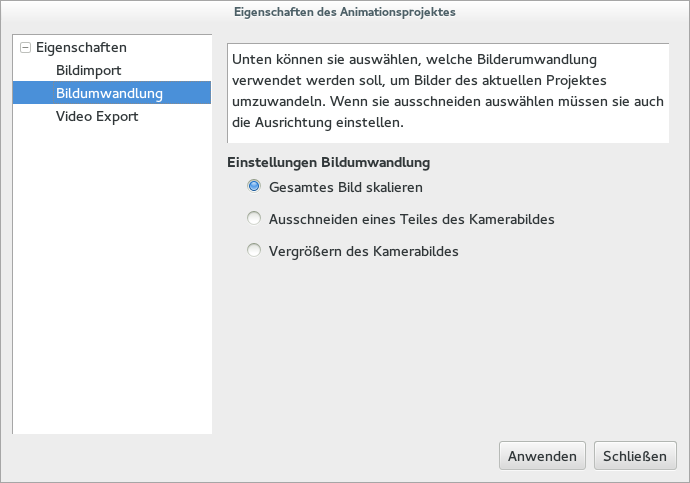 Eigenschaften des Animationsprojektes
Eigenschaften
Bildimport
Bildumwandlung
Video Export
Unten können sie auswählen, welche Bilderumwandlung
verwendet werden soll, um Bilder des aktuellen Projektes
umzuwandeln. Wenn sie ausschneiden auswählen müssen sie auch
die Ausrichtung einstellen.
Einstellungen Bildumwandlung
Gesamtes Bild skalieren
Ausschneiden eines Teiles des Kamerabildes
Vergrößern des Kamerabildes
Anwenden
Schließen